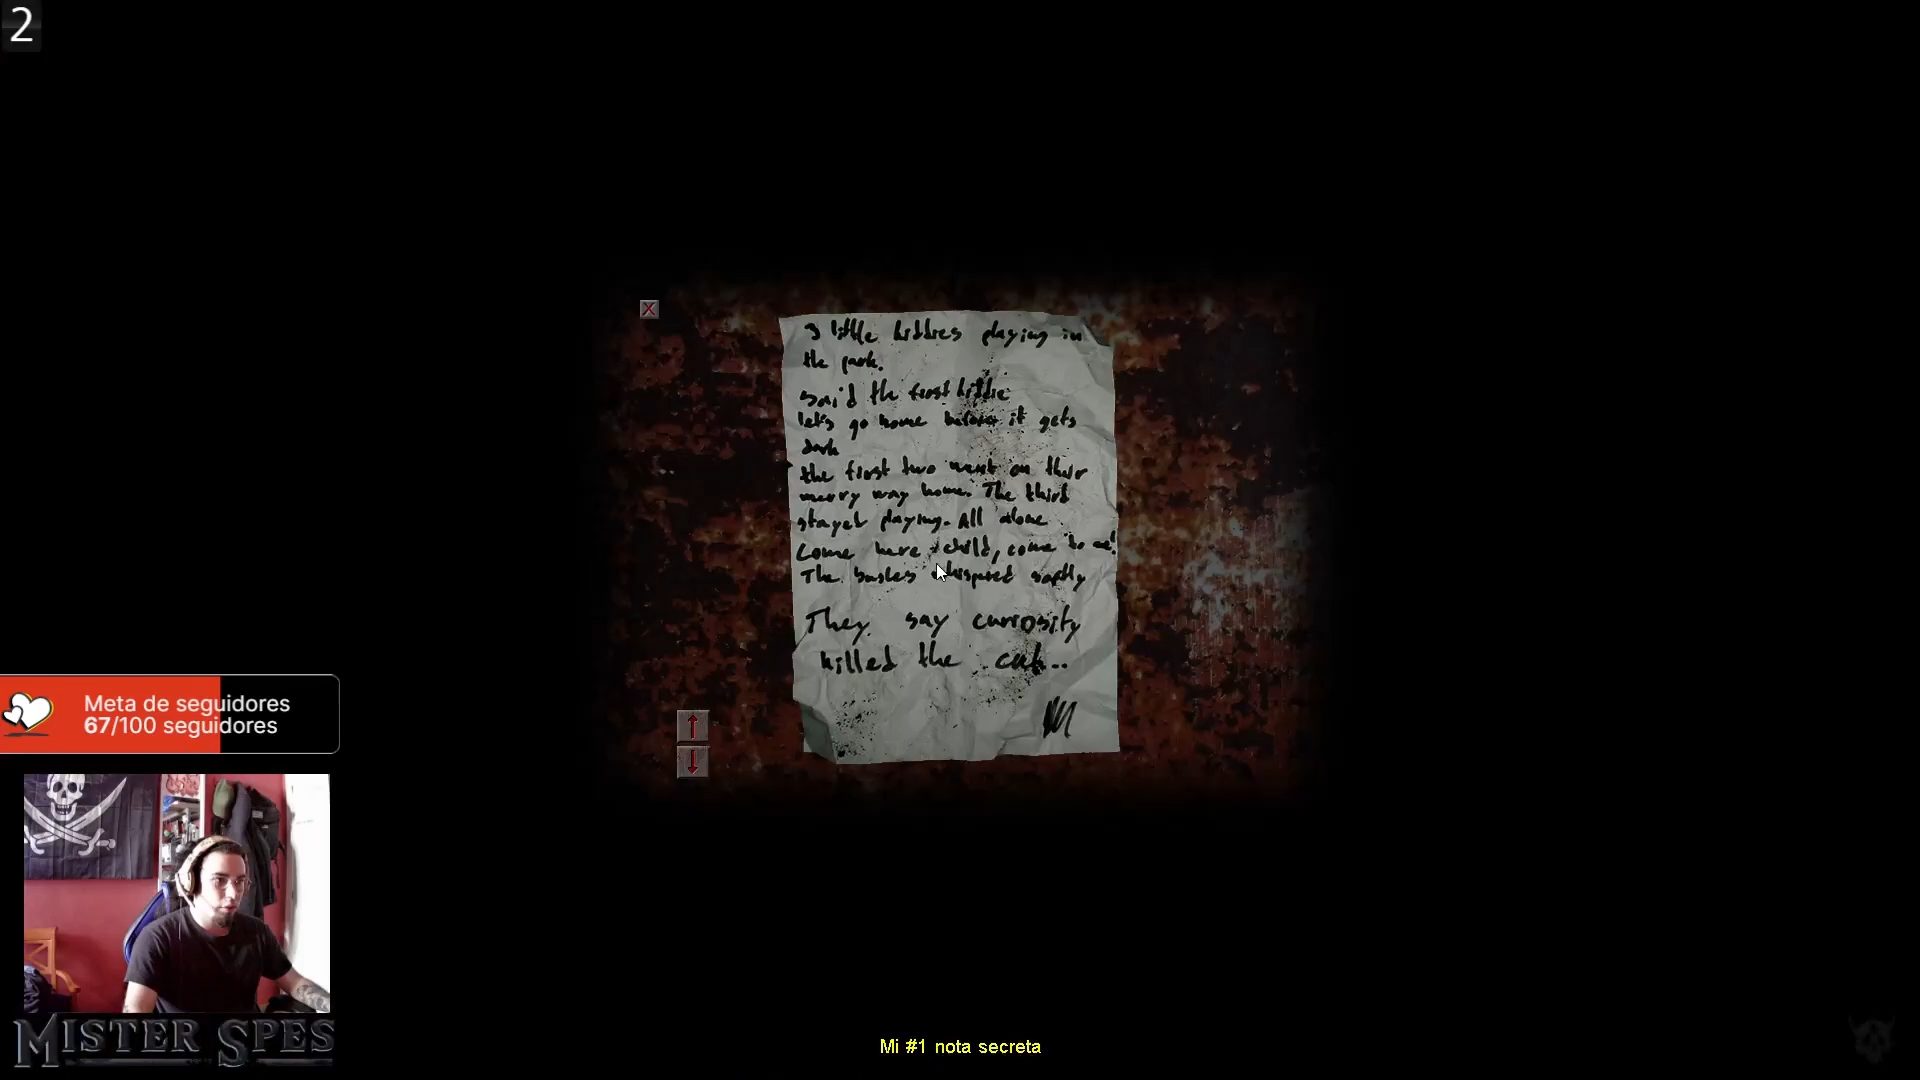 2
3 little kiddies playing in
the park.
said the first kiddie
let's go home before it gets
dark
the first two went on their
merry way home. The third
stayed playing. All alone
Come here child, come to me!
The bushes whispered softly
They say curiosity
killed the cat..
X
Meta de seguidores
67/100 seguidores
MISTER SPES
Mi #1 nota secreta